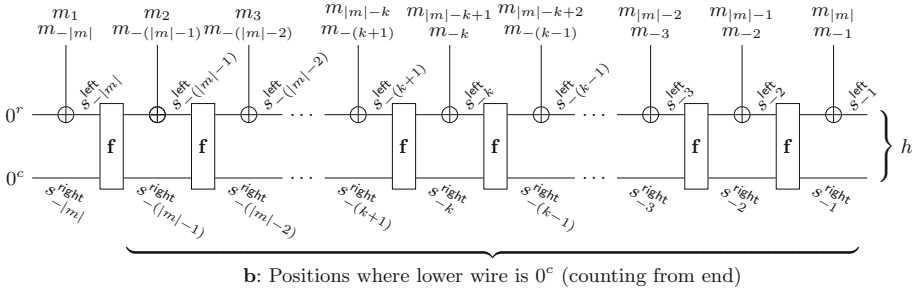 m_1 m_2 m_3 m_{|m|-k} m_{|m|-k+1} m_{|m|-k+2} m_{|m|-2} m_{|m|-1} m_{|m|}
m_{-|m|} m_{-(|m|-1)} m_{-(|m|-2)} m_{-(k+1)} m_{-k} m_{-(k-1)} m_{-3} m_{-2} m_{-1}
s^{left}_{-|m|} s^{left}_{-(|m|-1)} s^{left}_{-(|m|-2)} s^{left}_{-(k+1)} s^{left}_{-k} s^{left}_{-(k-1)} s^{left}_{-3} s^{left}_{-2} s^{left}_{-1}
0^r ··· ···
f f f f f f h
0^c ··· ···
s^{right}_{-|m|} s^{right}_{-(|m|-1)} s^{right}_{-(|m|-2)} s^{right}_{-(k+1)} s^{right}_{-k} s^{right}_{-(k-1)} s^{right}_{-3} s^{right}_{-2} s^{right}_{-1}
b: Positions where lower wire is 0^c (counting from end)